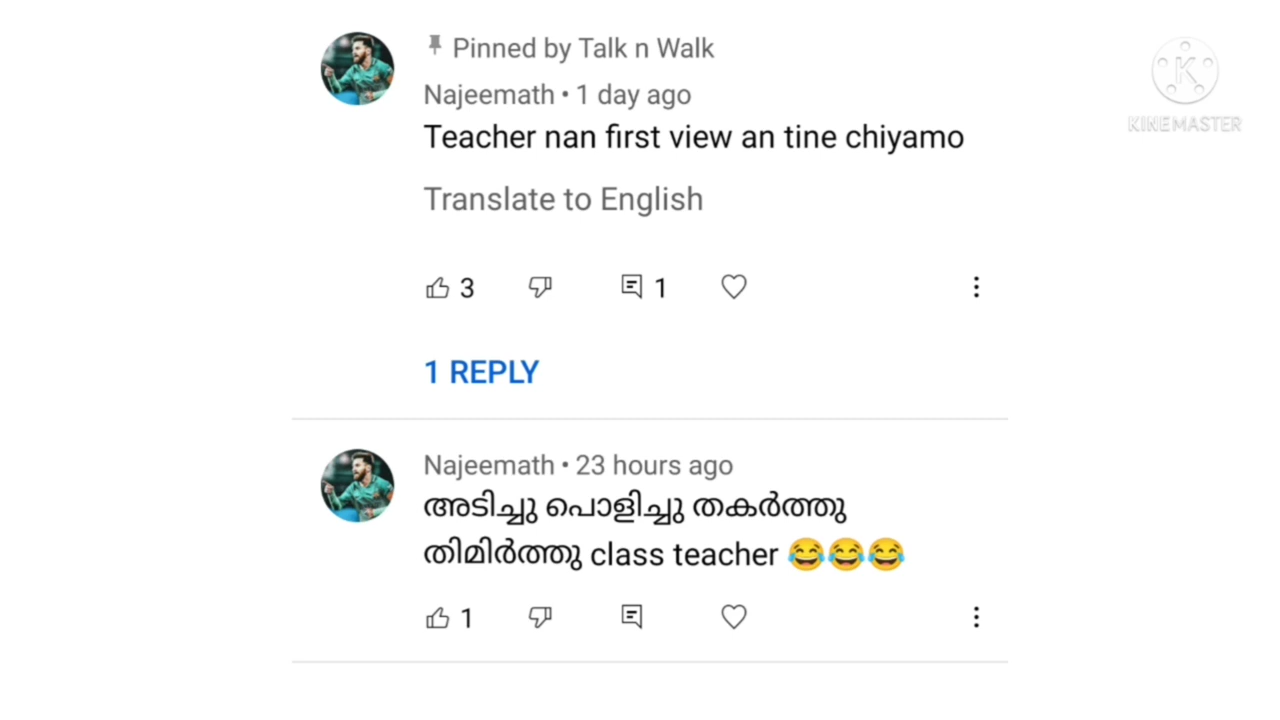 Pinned by Talk n Walk
Najeemath • 1 day ago
Teacher nan first view an tine chiyamo
Translate to English
3 1
1 REPLY
Najeemath • 23 hours ago
അടിച്ചു പൊളിച്ചു തകർത്തു
തിമിർത്തു class teacher 😂😂😂
1
K
KINEMASTER